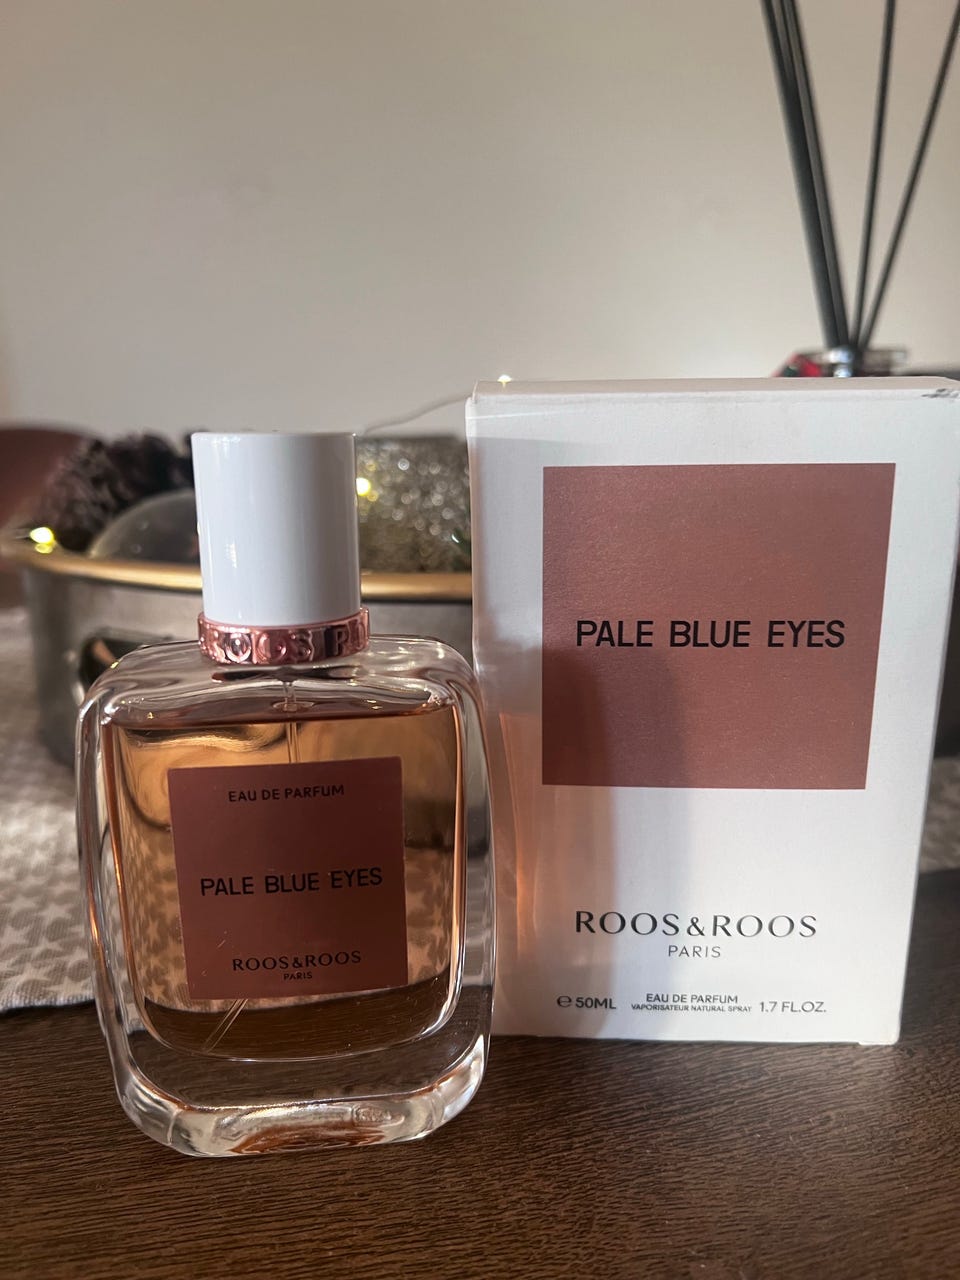 EAU DE PARFUM
PALE BLUE EYES
ROOS&ROOS
PARIS
PALE BLUE EYES
ROOS&ROOS
PARIS
℮ 50ML EAU DE PARFUM 1.7 FL.OZ.
VAPORISATEUR NATURAL SPRAY